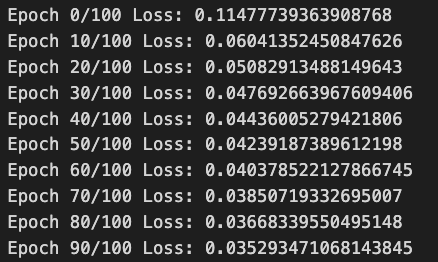 Epoch 0/100 Loss: 0.11477739363908768
Epoch 10/100 Loss: 0.06041352450847626
Epoch 20/100 Loss: 0.05082913488149643
Epoch 30/100 Loss: 0.047692663967609406
Epoch 40/100 Loss: 0.04436005279421806
Epoch 50/100 Loss: 0.04239187389612198
Epoch 60/100 Loss: 0.040378522127866745
Epoch 70/100 Loss: 0.03850719332695007
Epoch 80/100 Loss: 0.03668339550495148
Epoch 90/100 Loss: 0.035293471068143845